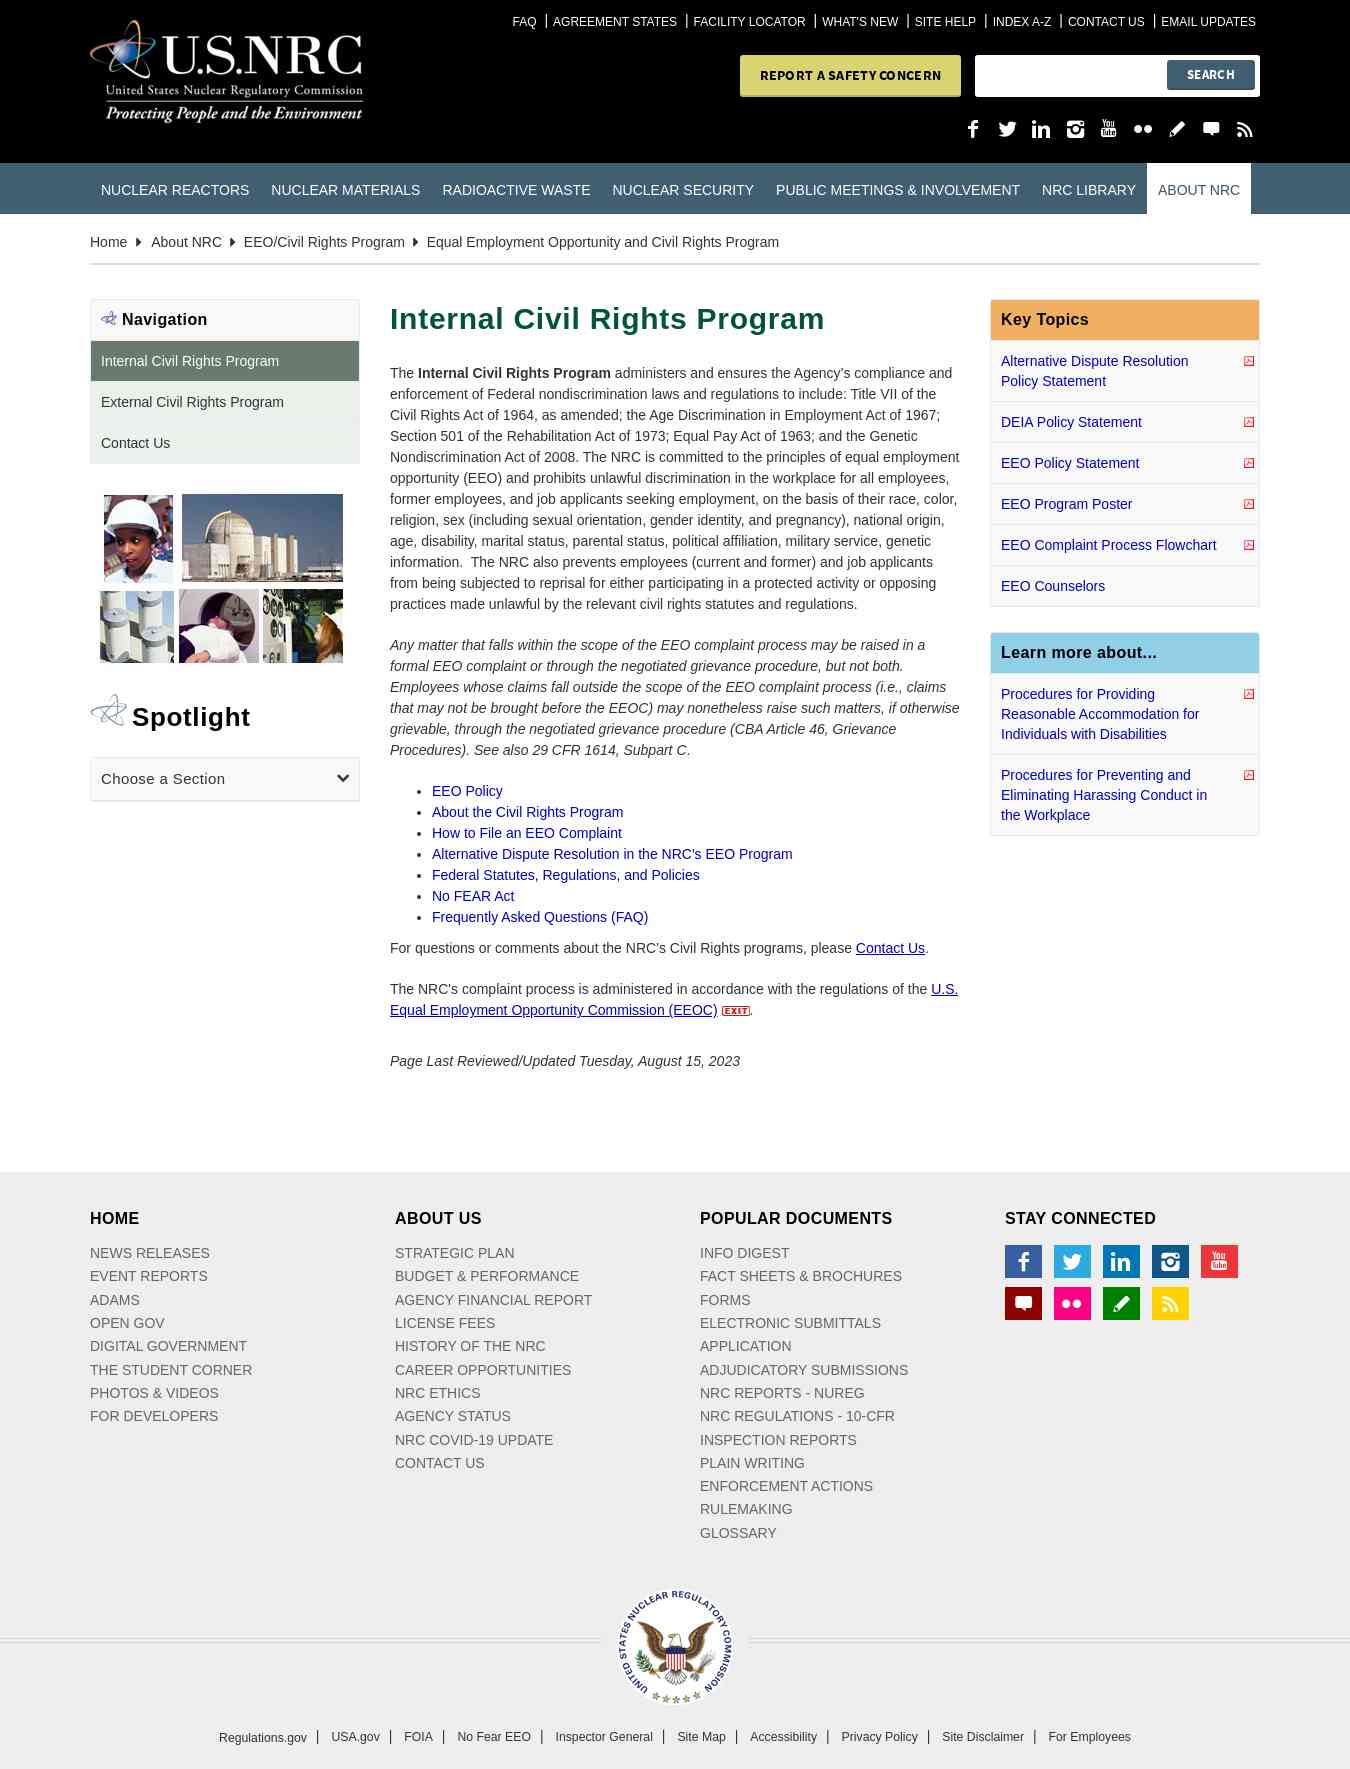 FAQ | AGREEMENT STATES | FACILITY LOCATOR | WHAT'S NEW | SITE HELP | INDEX A-Z | CONTACT US | EMAIL UPDATES
U.S.NRC
United States Nuclear Regulatory Commission
Protecting People and the Environment
REPORT A SAFETY CONCERN
SEARCH
NUCLEAR REACTORS NUCLEAR MATERIALS RADIOACTIVE WASTE NUCLEAR SECURITY PUBLIC MEETINGS & INVOLVEMENT NRC LIBRARY ABOUT NRC
Home About NRC EEO/Civil Rights Program Equal Employment Opportunity and Civil Rights Program
Navigation
Internal Civil Rights Program
External Civil Rights Program
Contact Us
Spotlight
Choose a Section
Internal Civil Rights Program
The Internal Civil Rights Program administers and ensures the Agency's compliance and
enforcement of Federal nondiscrimination laws and regulations to include: Title VII of the
Civil Rights Act of 1964, as amended; the Age Discrimination in Employment Act of 1967;
Section 501 of the Rehabilitation Act of 1973; Equal Pay Act of 1963; and the Genetic
Nondiscrimination Act of 2008. The NRC is committed to the principles of equal employment
opportunity (EEO) and prohibits unlawful discrimination in the workplace for all employees,
former employees, and job applicants seeking employment, on the basis of their race, color,
religion, sex (including sexual orientation, gender identity, and pregnancy), national origin,
age, disability, marital status, parental status, political affiliation, military service, genetic
information.  The NRC also prevents employees (current and former) and job applicants
from being subjected to reprisal for either participating in a protected activity or opposing
practices made unlawful by the relevant civil rights statutes and regulations.
Any matter that falls within the scope of the EEO complaint process may be raised in a
formal EEO complaint or through the negotiated grievance procedure, but not both.
Employees whose claims fall outside the scope of the EEO complaint process (i.e., claims
that may not be brought before the EEOC) may nonetheless raise such matters, if otherwise
grievable, through the negotiated grievance procedure (CBA Article 46, Grievance
Procedures). See also 29 CFR 1614, Subpart C.
• EEO Policy
• About the Civil Rights Program
• How to File an EEO Complaint
• Alternative Dispute Resolution in the NRC's EEO Program
• Federal Statutes, Regulations, and Policies
• No FEAR Act
• Frequently Asked Questions (FAQ)
For questions or comments about the NRC's Civil Rights programs, please Contact Us.
The NRC's complaint process is administered in accordance with the regulations of the U.S.
Equal Employment Opportunity Commission (EEOC) EXIT.
Page Last Reviewed/Updated Tuesday, August 15, 2023
Key Topics
Alternative Dispute Resolution
Policy Statement
DEIA Policy Statement
EEO Policy Statement
EEO Program Poster
EEO Complaint Process Flowchart
EEO Counselors
Learn more about...
Procedures for Providing
Reasonable Accommodation for
Individuals with Disabilities
Procedures for Preventing and
Eliminating Harassing Conduct in
the Workplace
HOME
NEWS RELEASES
EVENT REPORTS
ADAMS
OPEN GOV
DIGITAL GOVERNMENT
THE STUDENT CORNER
PHOTOS & VIDEOS
FOR DEVELOPERS
ABOUT US
STRATEGIC PLAN
BUDGET & PERFORMANCE
AGENCY FINANCIAL REPORT
LICENSE FEES
HISTORY OF THE NRC
CAREER OPPORTUNITIES
NRC ETHICS
AGENCY STATUS
NRC COVID-19 UPDATE
CONTACT US
POPULAR DOCUMENTS
INFO DIGEST
FACT SHEETS & BROCHURES
FORMS
ELECTRONIC SUBMITTALS
APPLICATION
ADJUDICATORY SUBMISSIONS
NRC REPORTS - NUREG
NRC REGULATIONS - 10-CFR
INSPECTION REPORTS
PLAIN WRITING
ENFORCEMENT ACTIONS
RULEMAKING
GLOSSARY
STAY CONNECTED
You Tube
UNITED STATES NUCLEAR REGULATORY COMMISSION
Regulations.gov | USA.gov | FOIA | No Fear EEO | Inspector General | Site Map | Accessibility | Privacy Policy | Site Disclaimer | For Employees